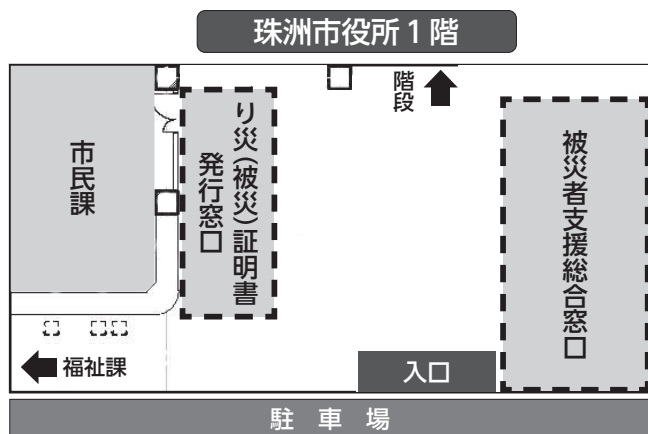 珠洲市役所1階
市民課
り災(被災)証明書
発行窓口
階段
被災者支援総合窓口
福祉課
入口
駐車場